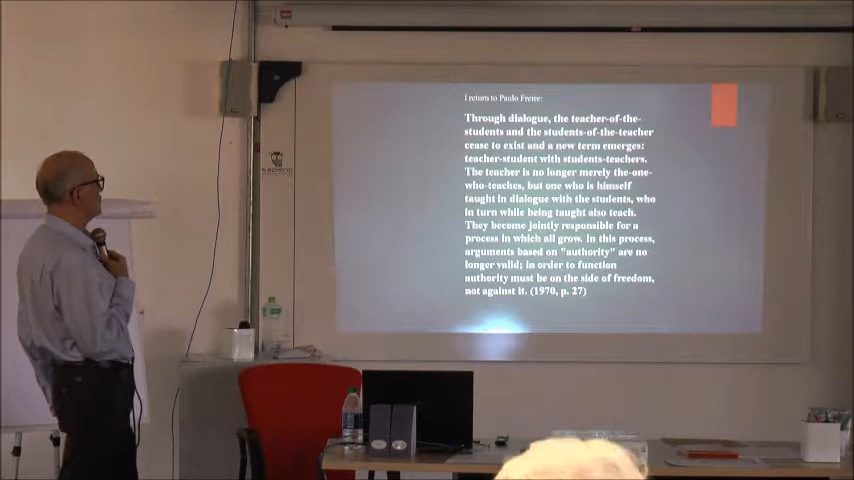 I return to Paulo Freire:
Through dialogue, the teacher-of-the-
students and the students-of-the-teacher
cease to exist and a new term emerges:
teacher-student with students-teachers.
The teacher is no longer merely the-one-
who-teaches, but one who is himself
taught in dialogue with the students, who
in turn while being taught also teach.
They become jointly responsible for a
process in which all grow. In this process,
arguments based on "authority" are no
longer valid; in order to function
authority must be on the side of freedom,
not against it. (1970, p. 27)